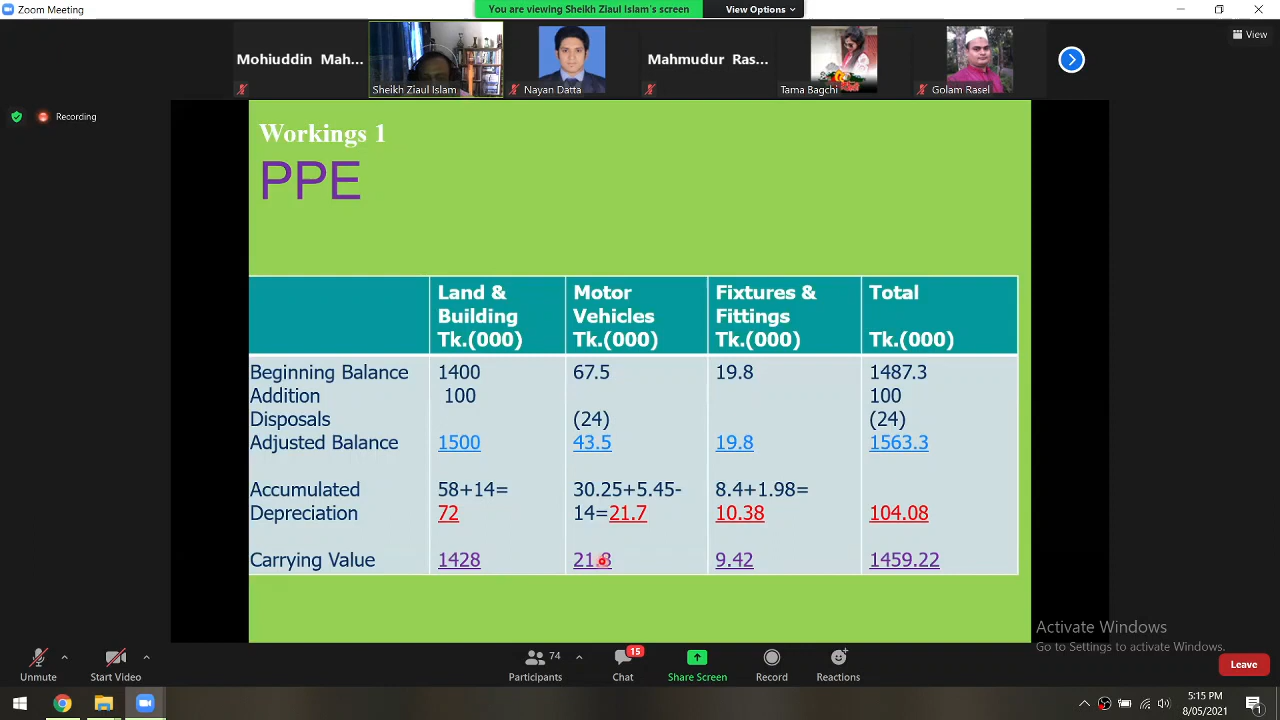 Zoom Meeting
You are viewing Sheikh Ziaul Islam's screen
View Options
View
Mohiuddin Mah...
Sheikh Ziaul Islam
Nayan Datta
Mahmudur Ras...
Tama Bagchi
Golam Rasel
Recording
Workings 1
PPE
Land & Building Tk.(000)
Motor Vehicles Tk.(000)
Fixtures & Fittings Tk.(000)
Total Tk.(000)
Beginning Balance 1400 67.5 19.8 1487.3
Addition 100 100
Disposals (24) (24)
Adjusted Balance 1500 43.5 19.8 1563.3
Accumulated 58+14= 30.25+5.45- 8.4+1.98=
Depreciation 72 14=21.7 10.38 104.08
Carrying Value 1428 21.8 9.42 1459.22
Activate Windows
Go to Settings to activate Windows.
Unmute
Start Video
74
Participants
15
Chat
Share Screen
Record
Reactions
Leave
5:15 PM
8/05/2021
1